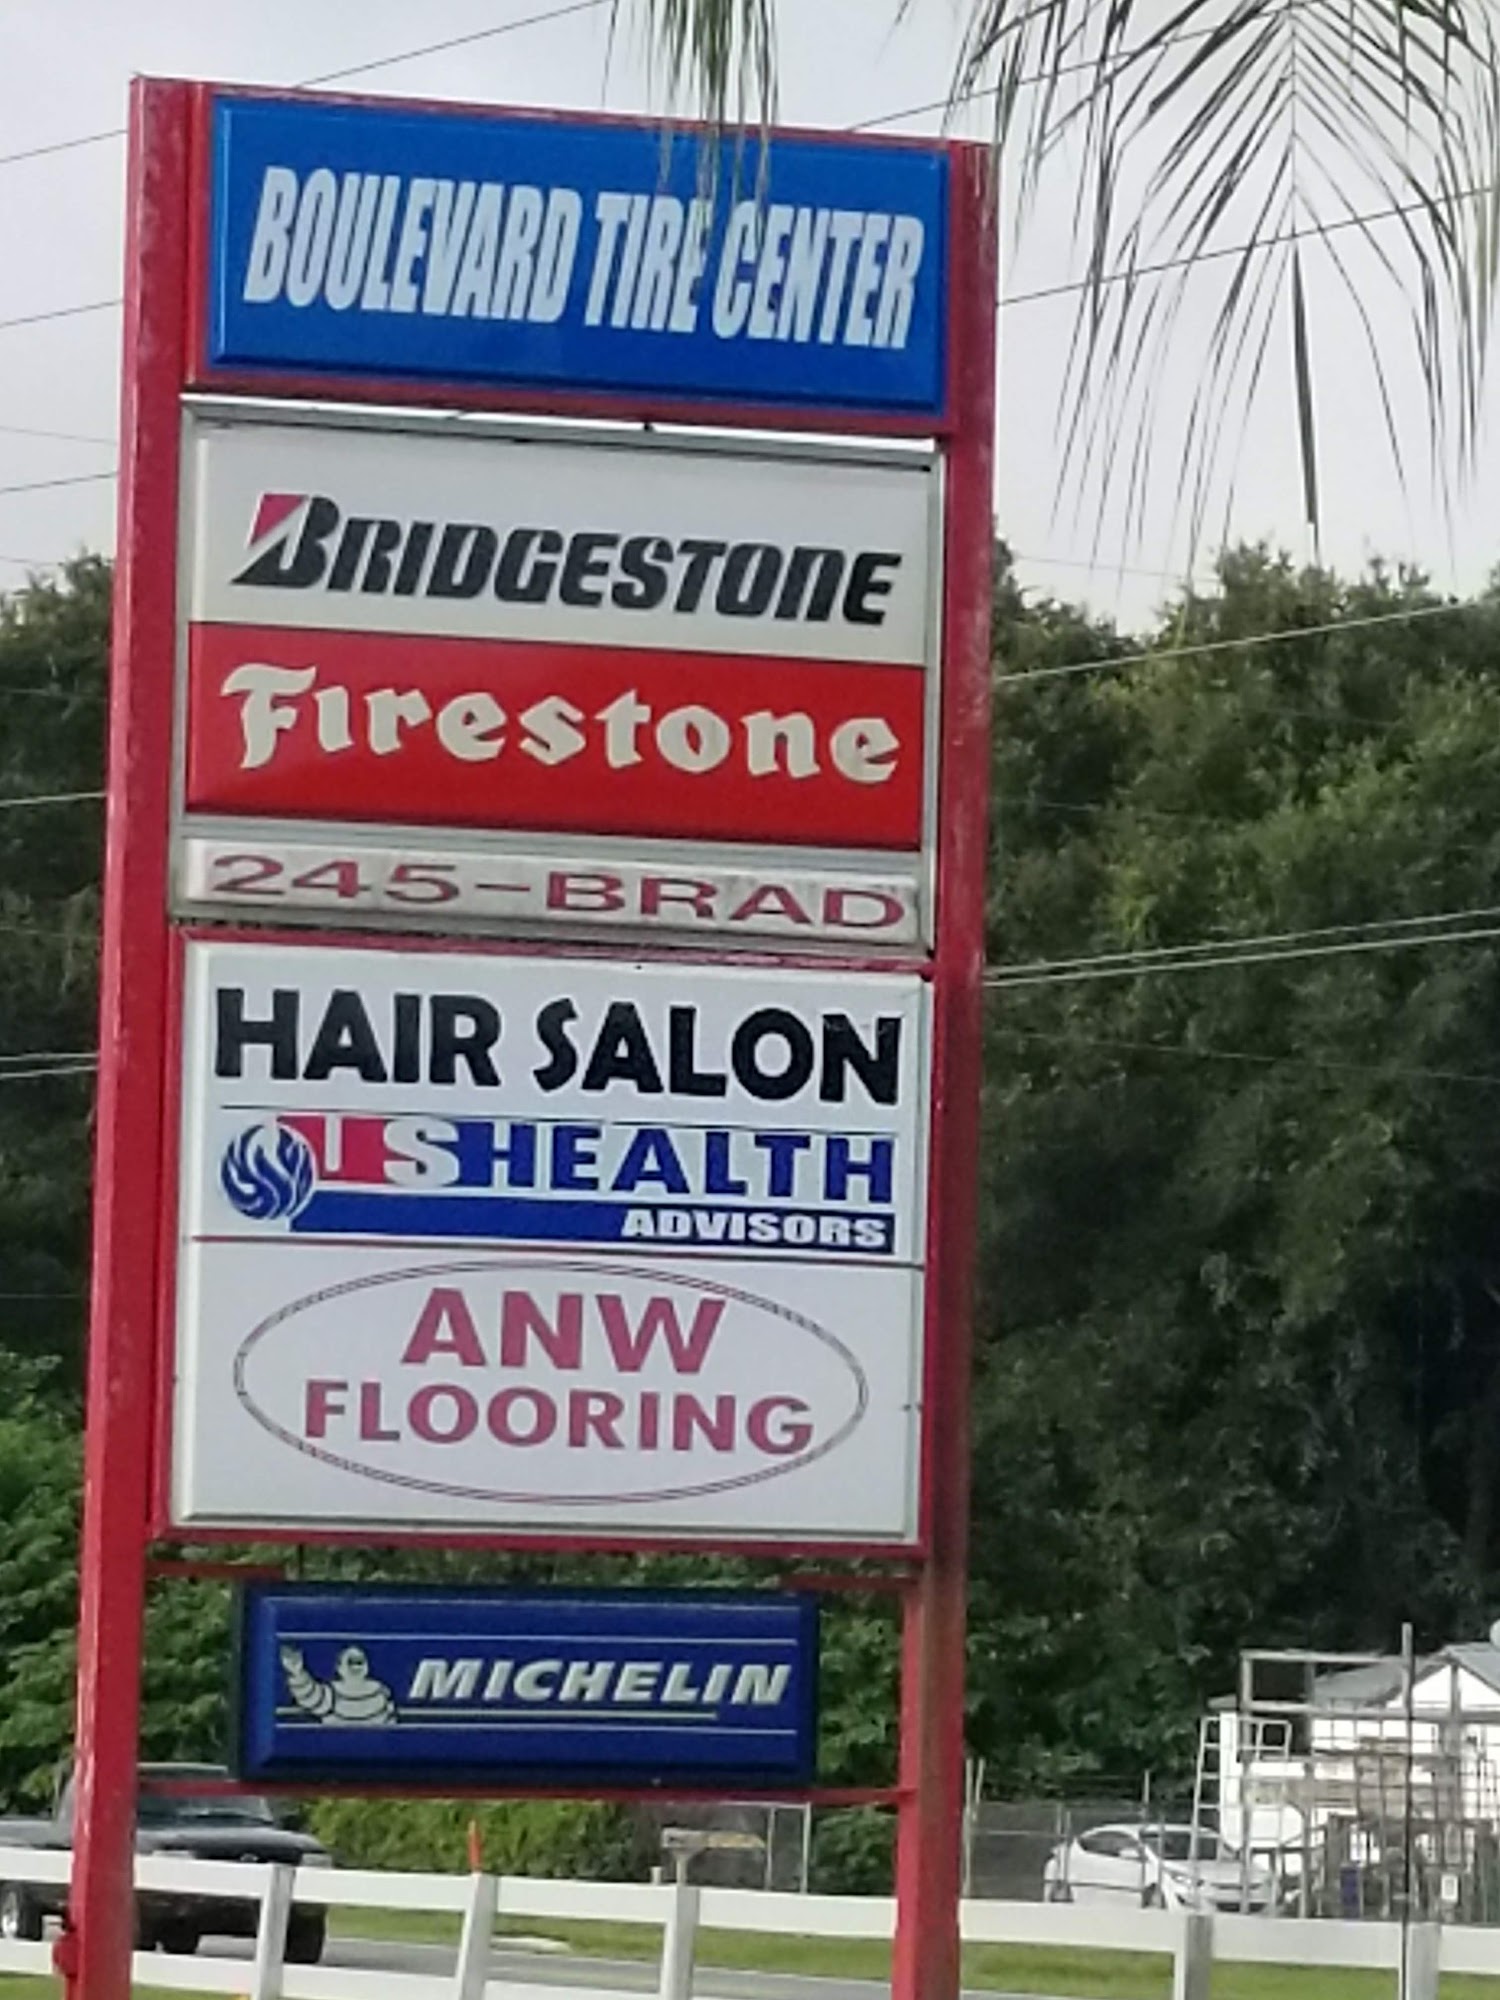 BOULEVARD TIRE CENTER
BRIDGESTONE
Firestone
245-BRAD
HAIR SALON
USHEALTH
ADVISORS
ANW
FLOORING
MICHELIN